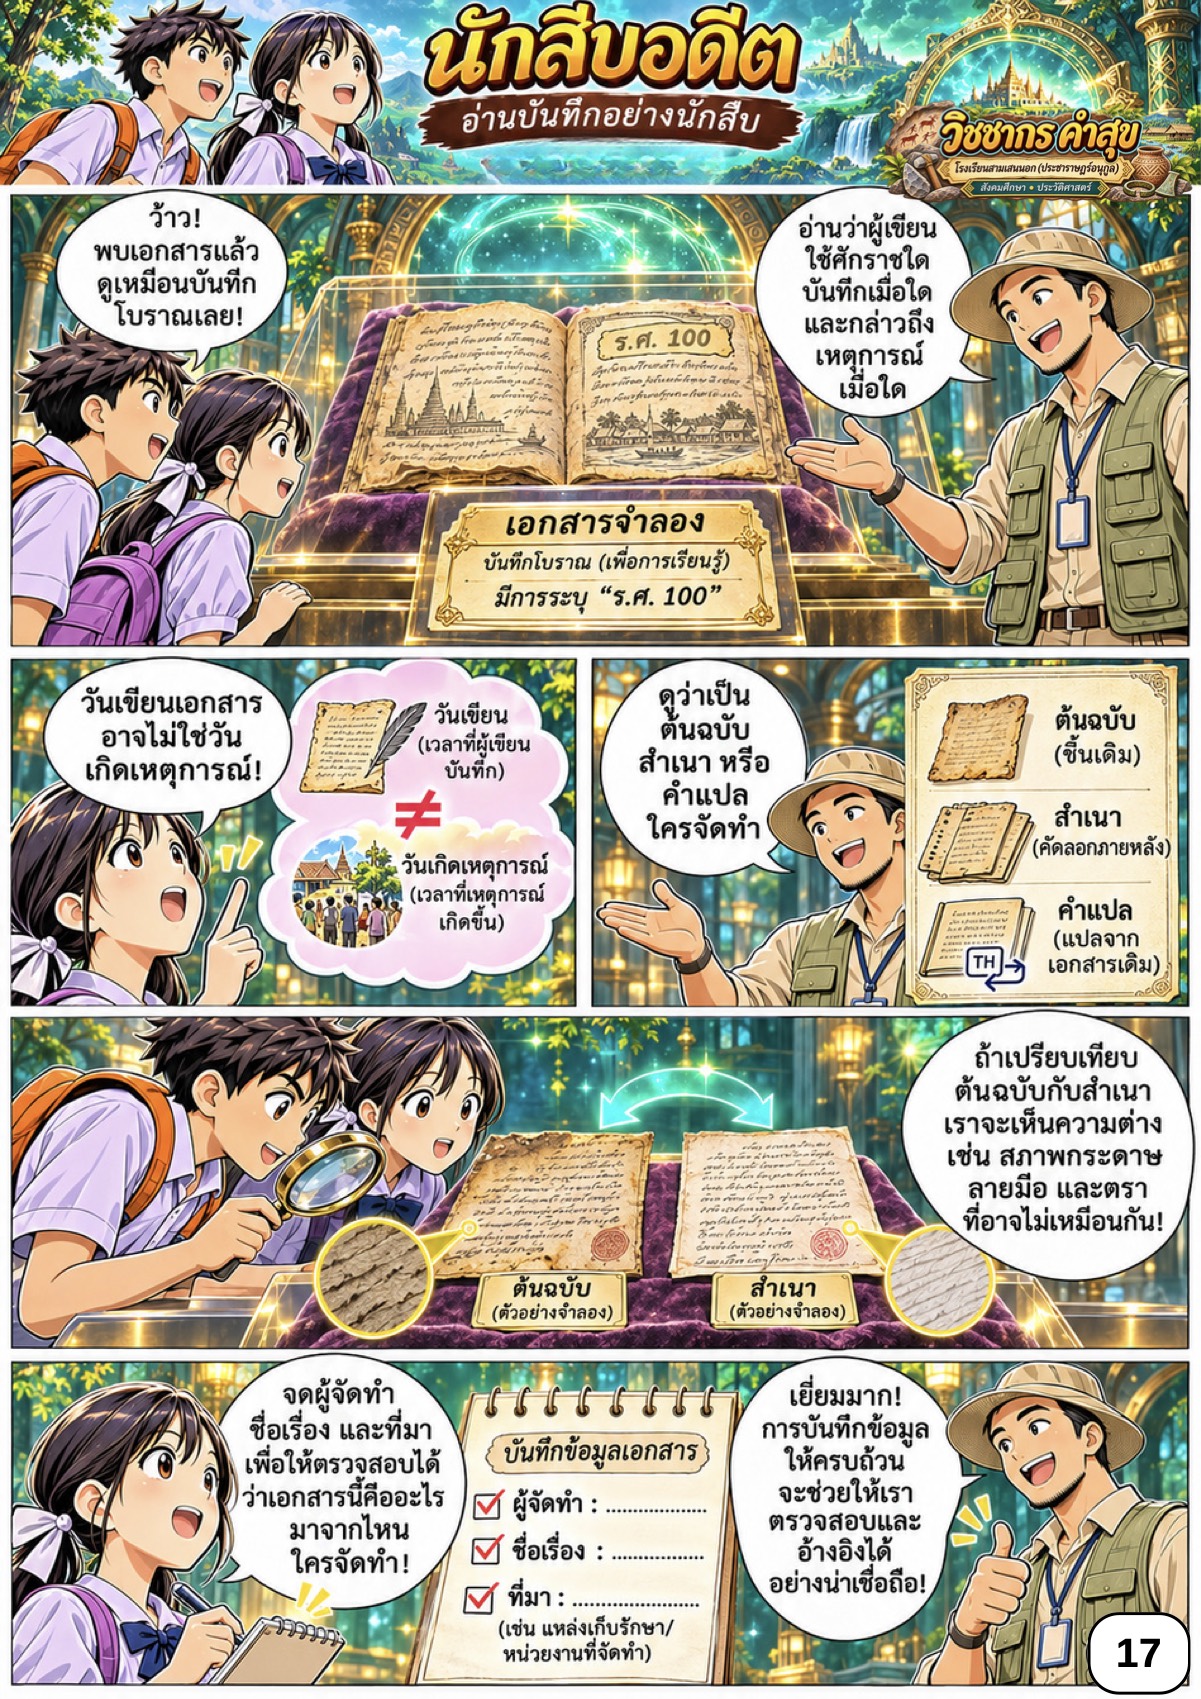 นักสืบอดีต
อ่านบันทึกอย่างนักสืบ
วิชชากร คำสุข
โรงเรียนสามเสนนอก (ประชาราษฎร์อนุกูล)
สังคมศึกษา • ประวัติศาสตร์
ว้าว!
พบเอกสารแล้ว
ดูเหมือนบันทึก
โบราณเลย!
อ่านว่าผู้เขียน
ใช้ศักราชใด
บันทึกเมื่อใด
และกล่าวถึง
เหตุการณ์
เมื่อใด
ร.ศ. 100
เอกสารจำลอง
บันทึกโบราณ (เพื่อการเรียนรู้)
มีการระบุ “ร.ศ. 100”
วันเขียนเอกสาร
อาจไม่ใช่วัน
เกิดเหตุการณ์!
วันเขียน
(เวลาที่ผู้เขียน
บันทึก)
≠
วันเกิดเหตุการณ์
(เวลาที่เหตุการณ์
เกิดขึ้น)
ดูว่าเป็น
ต้นฉบับ
สำเนา หรือ
คำแปล
ใครจัดทำ
ต้นฉบับ
(ชิ้นเดิม)
สำเนา
(คัดลอกภายหลัง)
คำแปล
(แปลจาก
เอกสารเดิม)
TH
ถ้าเปรียบเทียบ
ต้นฉบับกับสำเนา
เราจะเห็นความต่าง
เช่น สภาพกระดาษ
ลายมือ และตรา
ที่อาจไม่เหมือนกัน!
ต้นฉบับ
(ตัวอย่างจำลอง)
สำเนา
(ตัวอย่างจำลอง)
จดผู้จัดทำ
ชื่อเรื่อง และที่มา
เพื่อให้ตรวจสอบได้
ว่าเอกสารนี้คืออะไร
มาจากไหน
ใครจัดทำ!
บันทึกข้อมูลเอกสาร
ผู้จัดทำ : ....................
ชื่อเรื่อง : ..................
ที่มา : .........................
(เช่น แหล่งเก็บรักษา/
หน่วยงานที่จัดทำ)
เยี่ยมมาก!
การบันทึกข้อมูล
ให้ครบถ้วน
จะช่วยให้เรา
ตรวจสอบและ
อ้างอิงได้
อย่างน่าเชื่อถือ!
17